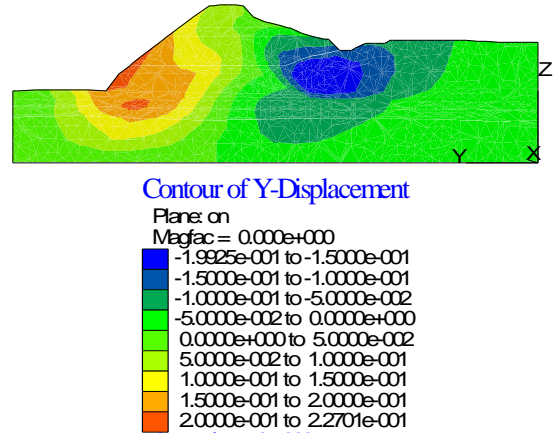 Z
Y
X
Contour of Y-Displacement
Plane: on
Magfac = 0.000e+000
-1.9925e-001 to -1.5000e-001
-1.5000e-001 to -1.0000e-001
-1.0000e-001 to -5.0000e-002
-5.0000e-002 to 0.0000e+000
0.0000e+000 to 5.0000e-002
5.0000e-002 to 1.0000e-001
1.0000e-001 to 1.5000e-001
1.5000e-001 to 2.0000e-001
2.0000e-001 to 2.2701e-001